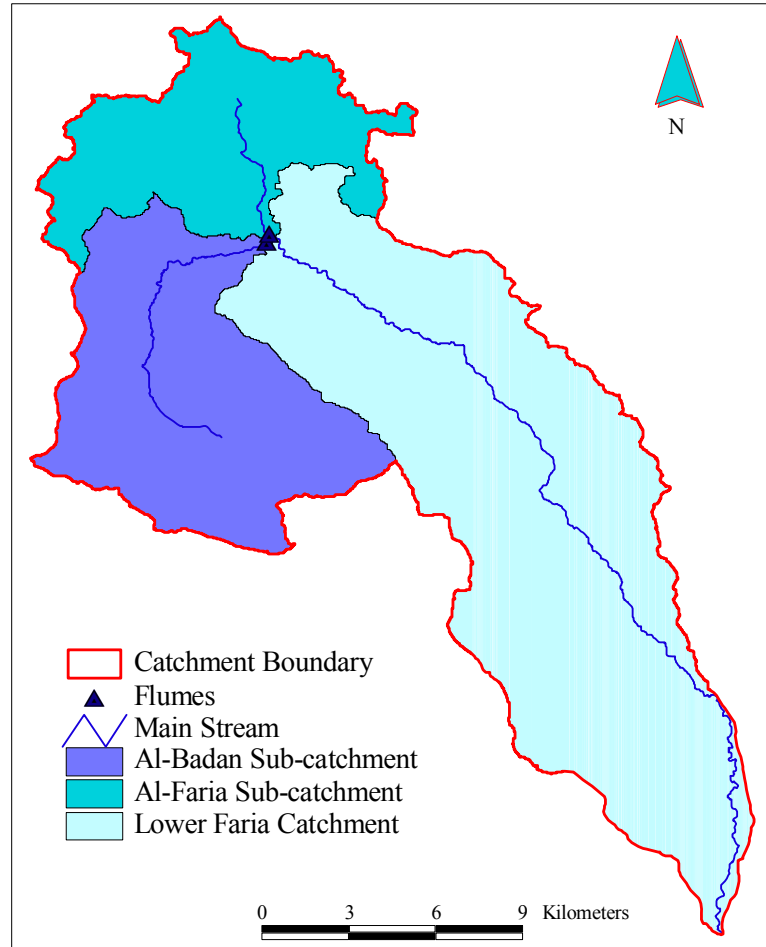 N
Catchment Boundary
Flumes
Main Stream
Al-Badan Sub-catchment
Al-Faria Sub-catchment
Lower Faria Catchment
0 3 6 9 Kilometers